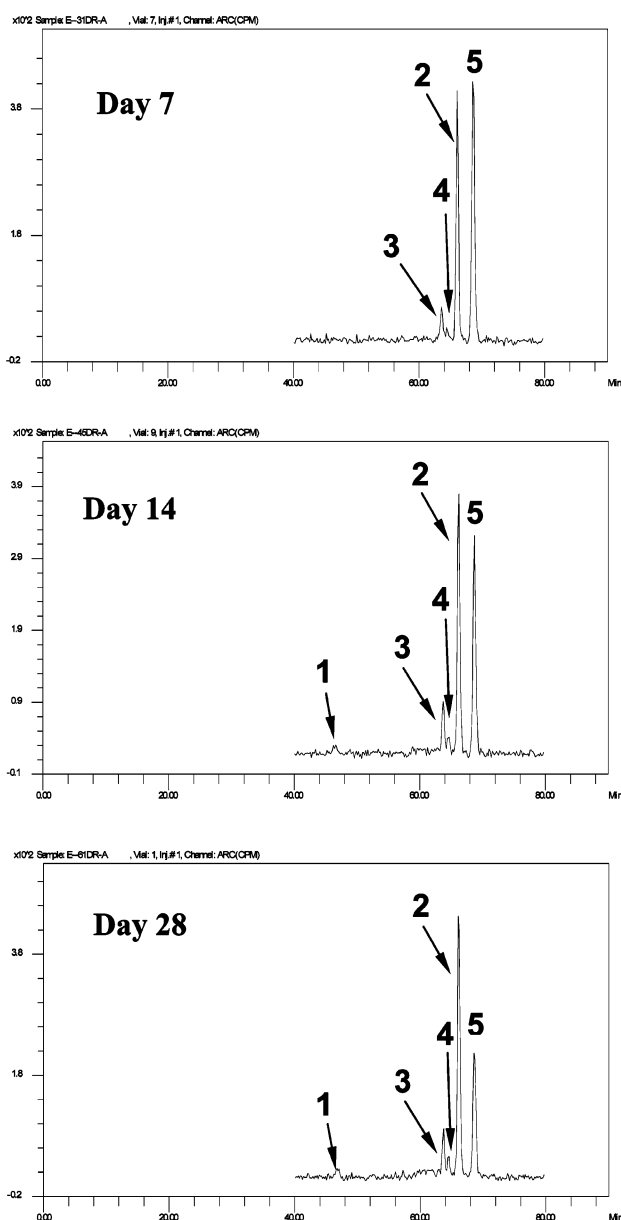 x10^2 Sample: E-31DR-A , Vial: 7, Inj.# 1, Channel: ARC(CPM)
Day 7
2
5
4
3
3.8
1.8
-0.2
0.00 20.00 40.00 60.00 80.00 Min
x10^2 Sample: E-45DR-A , Vial: 9, Inj.# 1, Channel: ARC(CPM)
Day 14
2
5
4
3
1
3.9
2.9
1.9
0.9
-0.1
0.00 20.00 40.00 60.00 80.00 Min
x10^2 Sample: E-61DR-A , Vial: 1, Inj.# 1, Channel: ARC(CPM)
Day 28
2
5
4
3
1
3.8
1.8
-0.2
0.00 20.00 40.00 60.00 80.00 Min